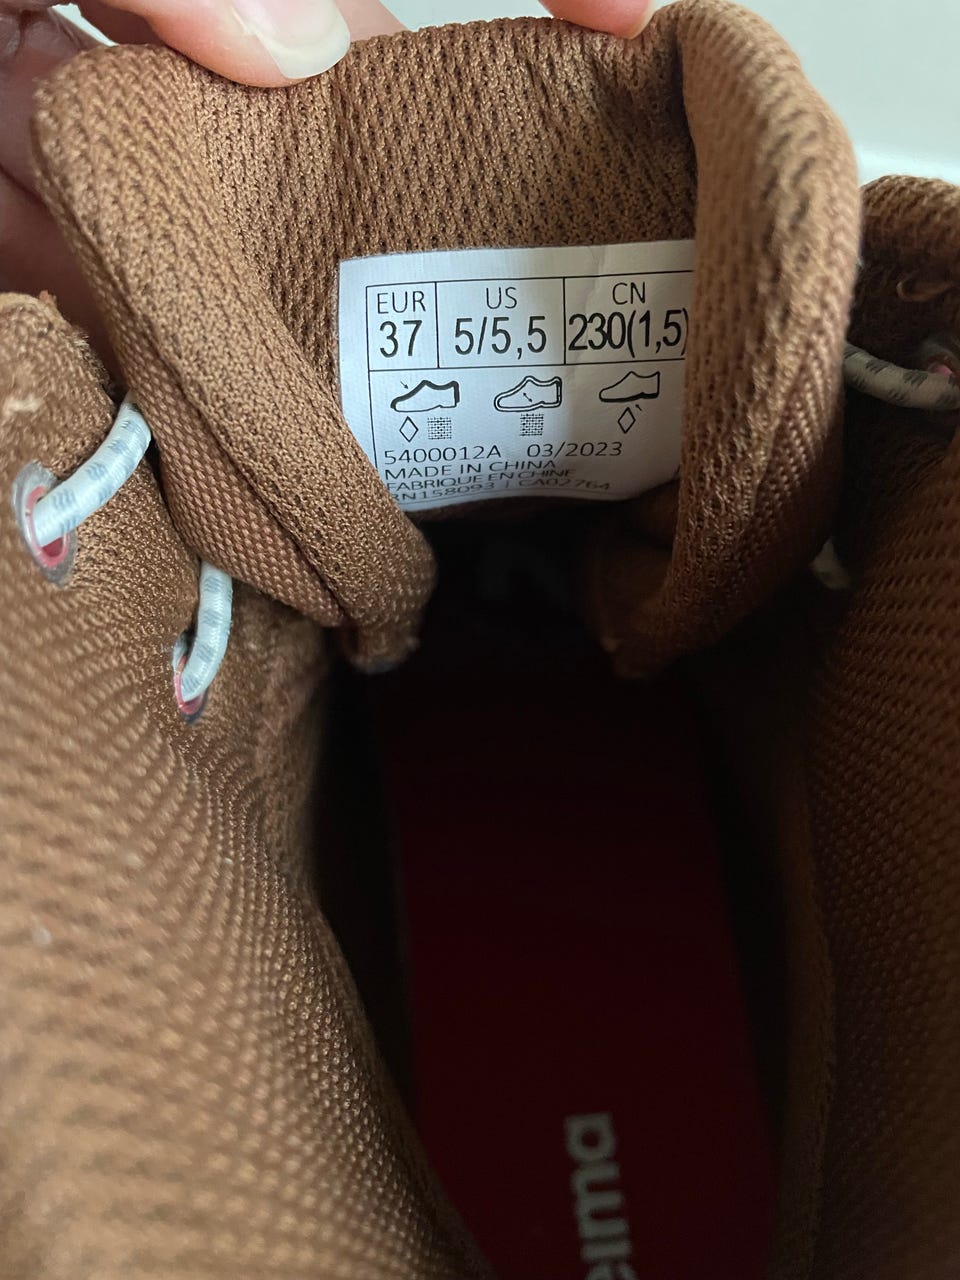 EUR US CN
37 5/5,5 230(1,5)
5400012A 03/2023
MADE IN CHINA
FABRIQUE EN CHINE
RN158093 | CA02764
eima